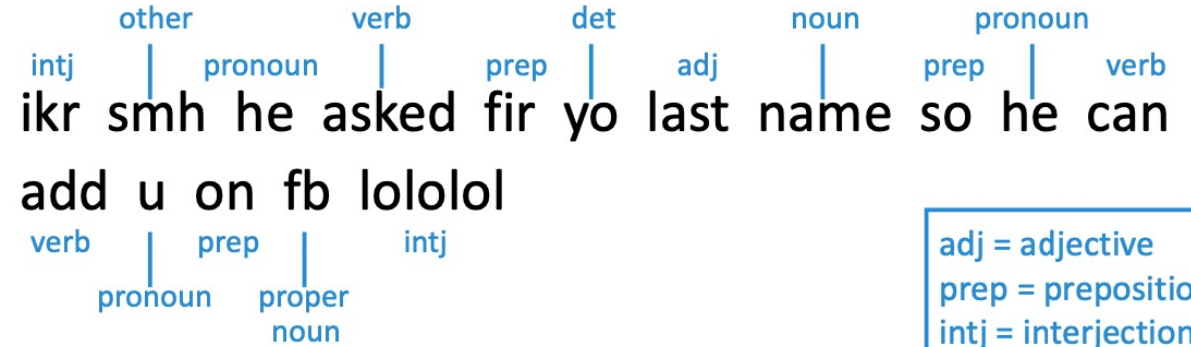 other verb det noun pronoun
intj pronoun prep adj prep verb
ikr smh he asked fir yo last name so he can
add u on fb lololol
verb prep intj
pronoun proper
noun
adj = adjective
prep = prepositio
intj = interjection